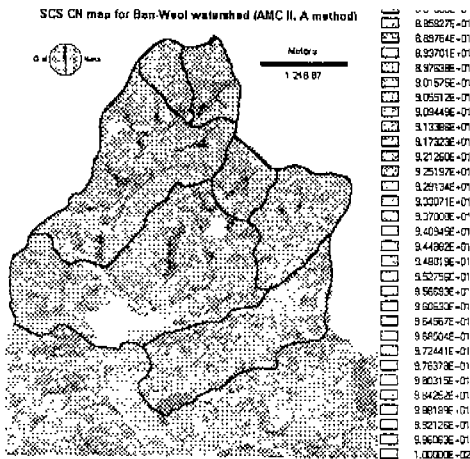 SCS CN map for Ban-Weol watershed (AMC II, A method)
Grid North
Meters
1 218.87
8.85827E+01
8.89764E+01
8.93701E+01
8.97638E+01
9.01575E+01
9.05512E+01
9.09449E+01
9.13386E+01
9.17323E+01
9.21260E+01
9.25197E+01
9.29134E+01
9.33071E+01
9.37008E+01
9.40945E+01
9.44882E+01
9.48819E+01
9.52756E+01
9.56693E+01
9.60630E+01
9.64567E+01
9.68504E+01
9.72441E+01
9.76378E+01
9.80315E+01
9.84252E+01
9.88189E+01
9.92126E+01
9.96063E+01
1.00000E+02